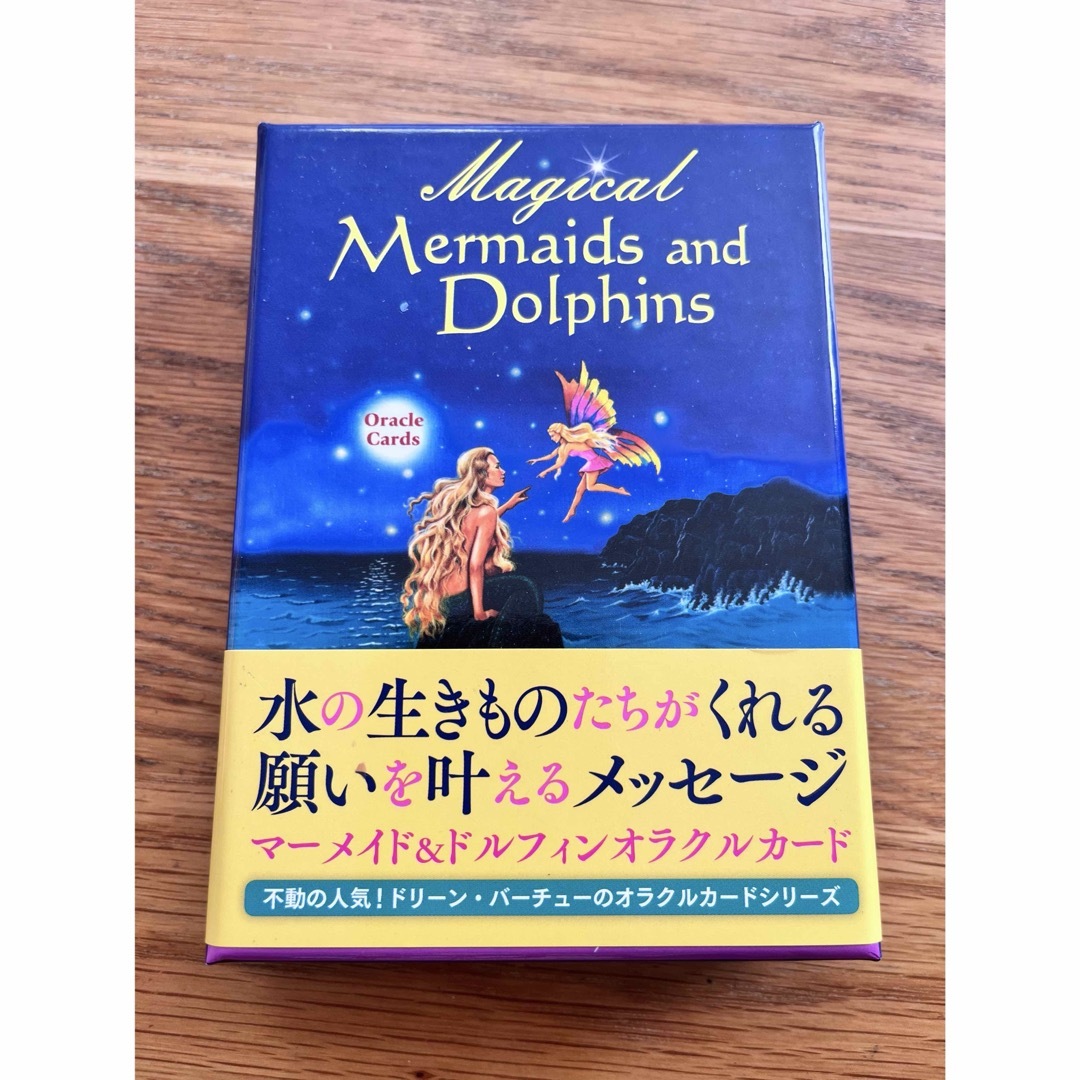 Magical
Mermaids and
Dolphins
Oracle
Cards
水の生きものたちがくれる
願いを叶えるメッセージ
マーメイド&ドルフィンオラクルカード
不動の人気！ドリーン・バーチューのオラクルカードシリーズ